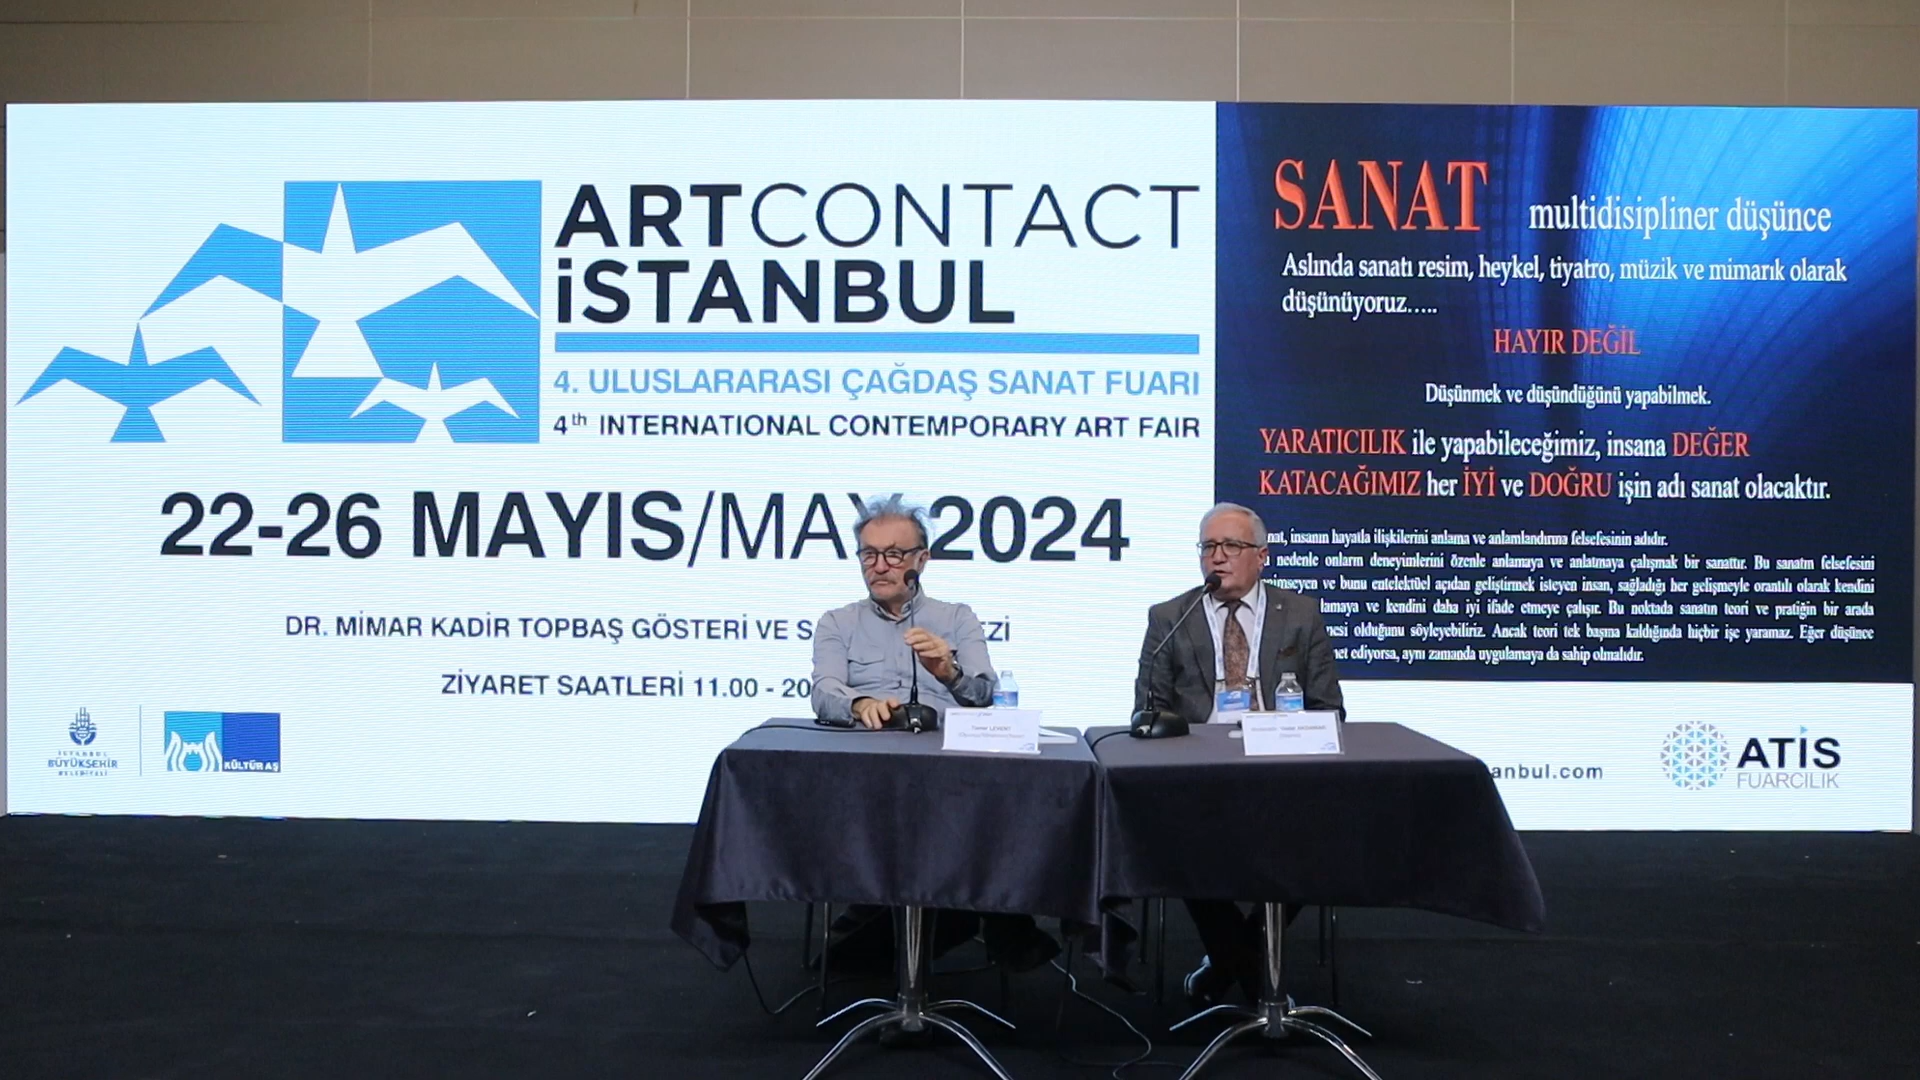 ARTCONTACT
iSTANBUL
4. ULUSLARARASI ÇAĞDAŞ SANAT FUARI
4th INTERNATIONAL CONTEMPORARY ART FAIR
22-26 MAYIS/MAY 2024
DR. MİMAR KADİR TOPBAŞ GÖSTERİ VE
ZİYARET SAATLERİ 11.00 - 20
İSTANBUL
BÜYÜKŞEHİR
BELEDİYESİ
KÜLTÜR AŞ
SANAT multidisipliner düşünce
Aslında sanatı resim, heykel, tiyatro, müzik ve mimarık olarak
düşünüyoruz.....
HAYIR DEĞİL
Düşünmek ve düşündüğünü yapabilmek.
YARATICILIK ile yapabileceğimiz, insana DEĞER
KATACAĞIMIZ her İYİ ve DOĞRU işin adı sanat olacaktır.
nat, insanın hayatla ilişkilerini anlama ve anlamlandırma felsefesinin adıdır.
nedenle onların deneyimlerini özenle anlamaya ve anlatmaya çalışmak bir sanattır. Bu sanatın felsefesini
nimseyen ve bunu entelektüel açıdan geliştirmek isteyen insan, sağladığı her gelişmeyle orantılı olarak kendini
lamaya ve kendini daha iyi ifade etmeye çalışır. Bu noktada sanatın teori ve pratiğin bir arada
nesi olduğunu söyleyebiliriz. Ancak teori tek başına kaldığında hiçbir işe yaramaz. Eğer düşünce
net ediyorsa, aynı zamanda uygulamaya da sahip olmalıdır.
anbul.com
ATİS
FUARCILIK
Tamer LEVENT